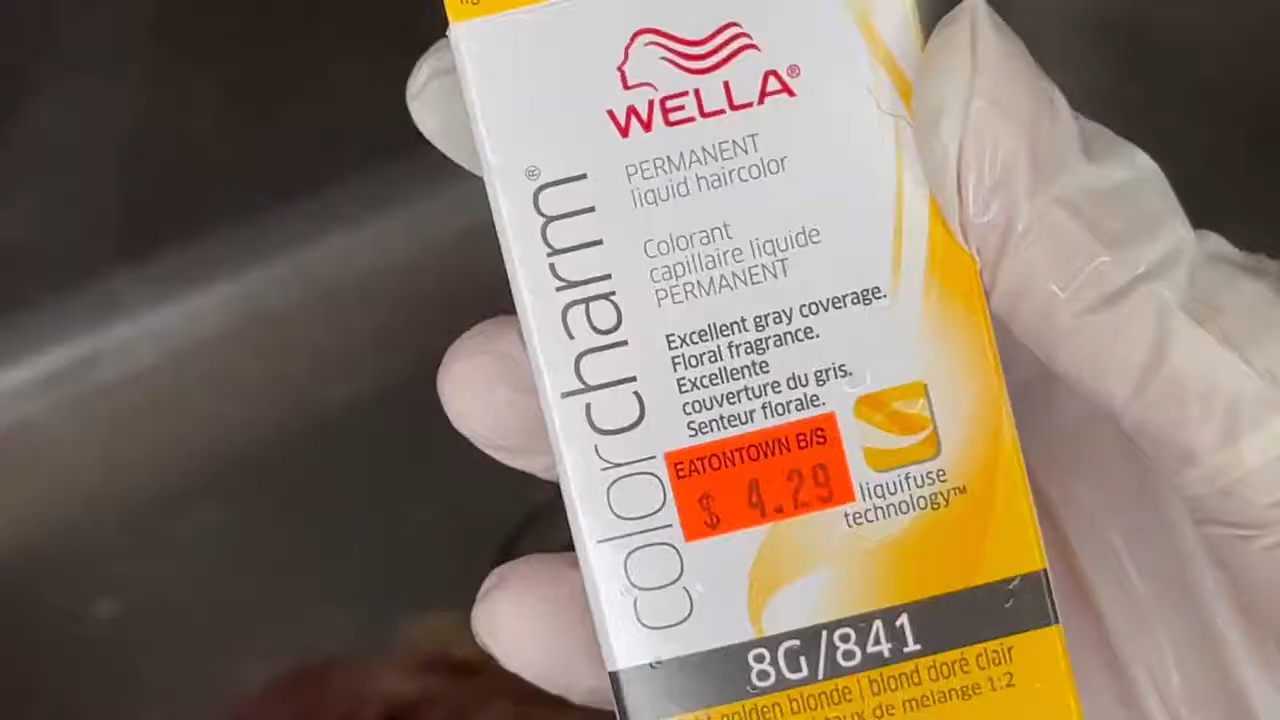 WELLA®
PERMANENT
liquid haircolor
Colorant
capillaire liquide
PERMANENT
colorcharm®
Excellent gray coverage.
Floral fragrance.
Excellente
couverture du gris.
Senteur florale.
EATONTOWN B/S
$ 4.29
liquifuse
technology™
8G/841
golden blonde | blond doré clair
taux de mélange 1:2